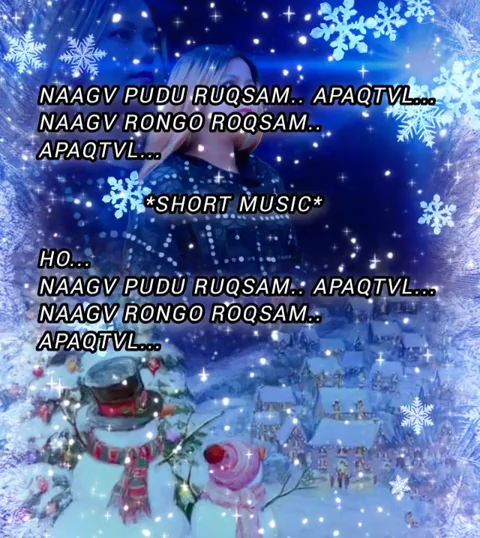 NAAGV PUDU RUQSAM.. APAQTVL...
NAAGV RONGO ROQSAM..
APAQTVL...
*SHORT MUSIC*
HO...
NAAGV PUDU RUQSAM.. APAQTVL...
NAAGV RONGO ROQSAM..
APAQTVL...